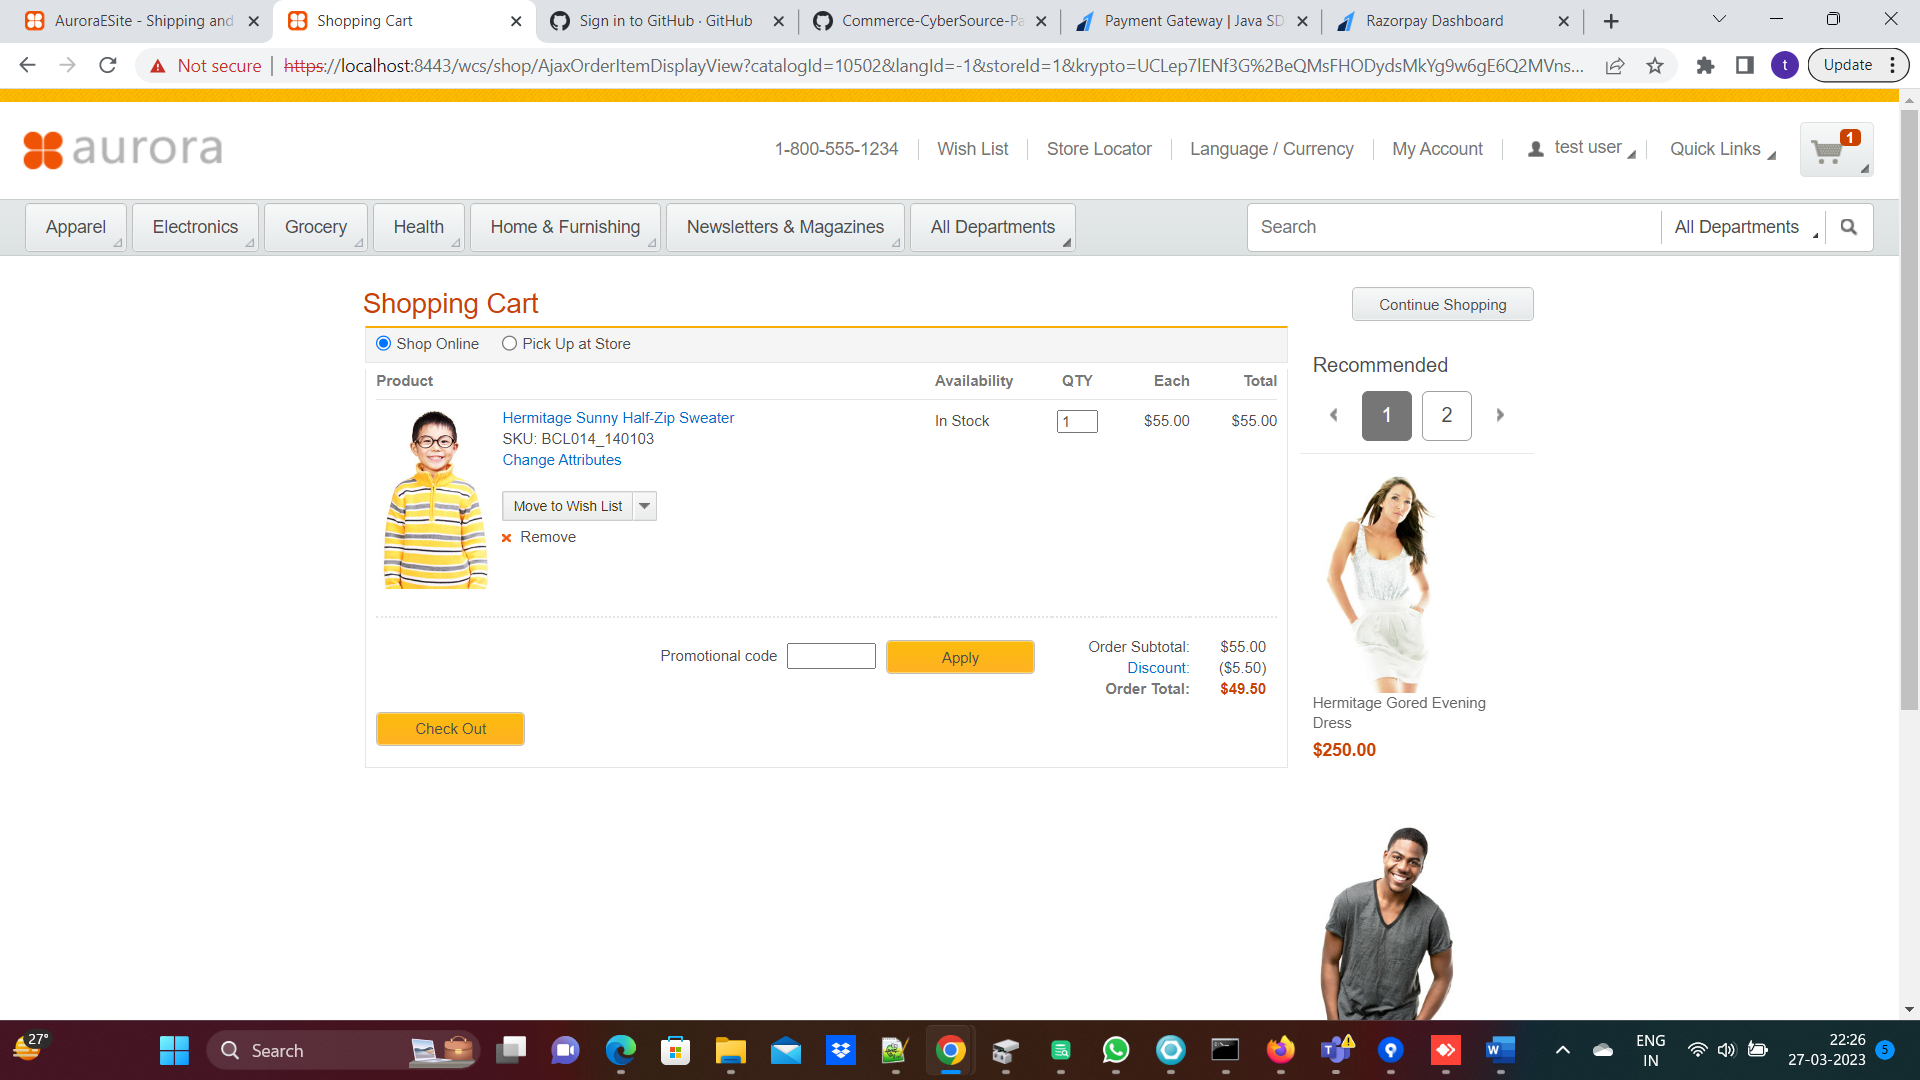 AuroraESite - Shipping and
Shopping Cart
Sign in to GitHub · GitHub
Commerce-CyberSource-Pa
Payment Gateway | Java SD
Razorpay Dashboard
Not secure
https://localhost:8443/wcs/shop/AjaxOrderItemDisplayView?catalogId=10502&langId=-1&storeId=1&krypto=UCLep7lENf3G%2BeQMsFHODydsMkYg9w6gE6Q2MVns...
t
Update
aurora
1-800-555-1234
Wish List
Store Locator
Language / Currency
My Account
test user
Quick Links
1
Apparel
Electronics
Grocery
Health
Home & Furnishing
Newsletters & Magazines
All Departments
Search
All Departments
Shopping Cart
Continue Shopping
Shop Online
Pick Up at Store
Product
Availability
QTY
Each
Total
Hermitage Sunny Half-Zip Sweater
SKU: BCL014_140103
Change Attributes
In Stock
1
$55.00
$55.00
Move to Wish List
Remove
Promotional code
Apply
Order Subtotal: $55.00
Discount: ($5.50)
Order Total: $49.50
Check Out
Recommended
1
2
Hermitage Gored Evening
Dress
$250.00
27°
Search
W
ENG
IN
22:26
27-03-2023
5